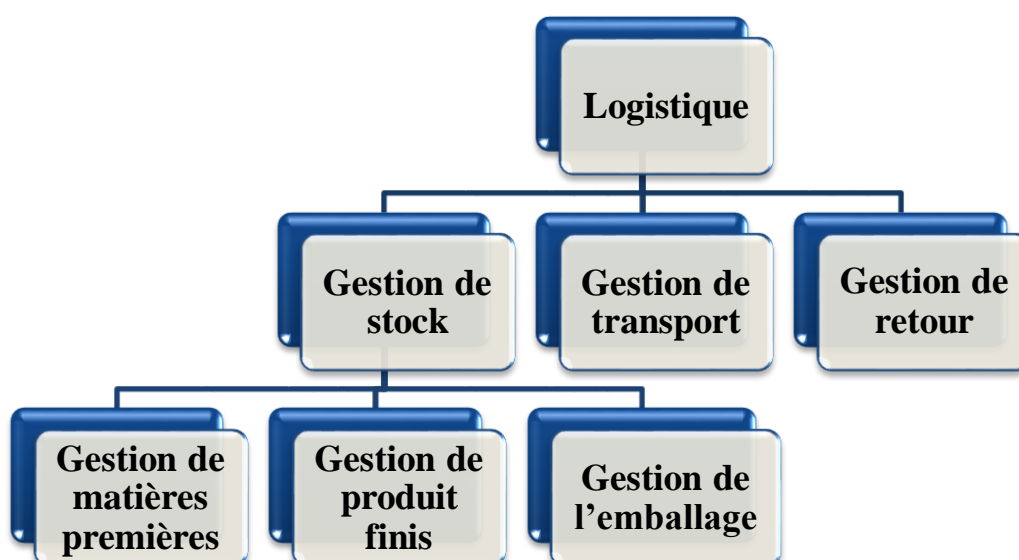 Logistique
Gestion de
stock
Gestion de
transport
Gestion de
retour
Gestion de
matières
premières
Gestion de
produit
finis
Gestion de
l’emballage